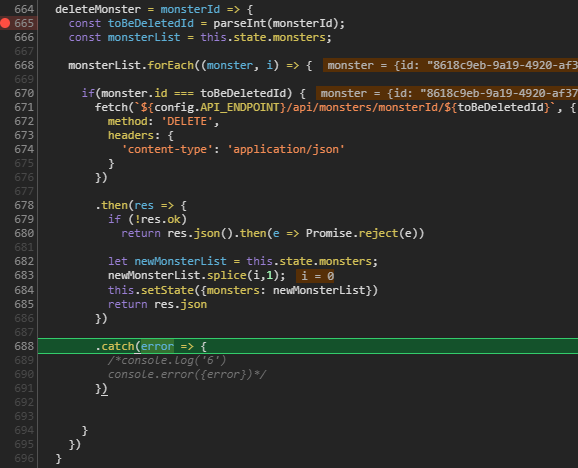 664 deleteMonster = monsterId => {
665 const toBeDeletedId = parseInt(monsterId);
666 const monsterList = this.state.monsters;
667
668 monsterList.forEach((monster, i) => { monster = {id: "8618c9eb-9a19-4920-af37
669
670 if(monster.id === toBeDeletedId) { monster = {id: "8618c9eb-9a19-4920-af37
671 fetch(`${config.API_ENDPOINT}/api/monsters/monsterId/${toBeDeletedId}`, {
672 method: 'DELETE',
673 headers: {
674 'content-type': 'application/json'
675 }
676 })
677
678 .then(res => {
679 if (!res.ok)
680 return res.json().then(e => Promise.reject(e))
681
682 let newMonsterList = this.state.monsters;
683 newMonsterList.splice(i,1); i = 0
684 this.setState({monsters: newMonsterList})
685 return res.json
686 })
687
688 .catch(error => {
689 /*console.log('6')
690 console.error({error})*/
691 })
692
693
694 }
695 })
696 }